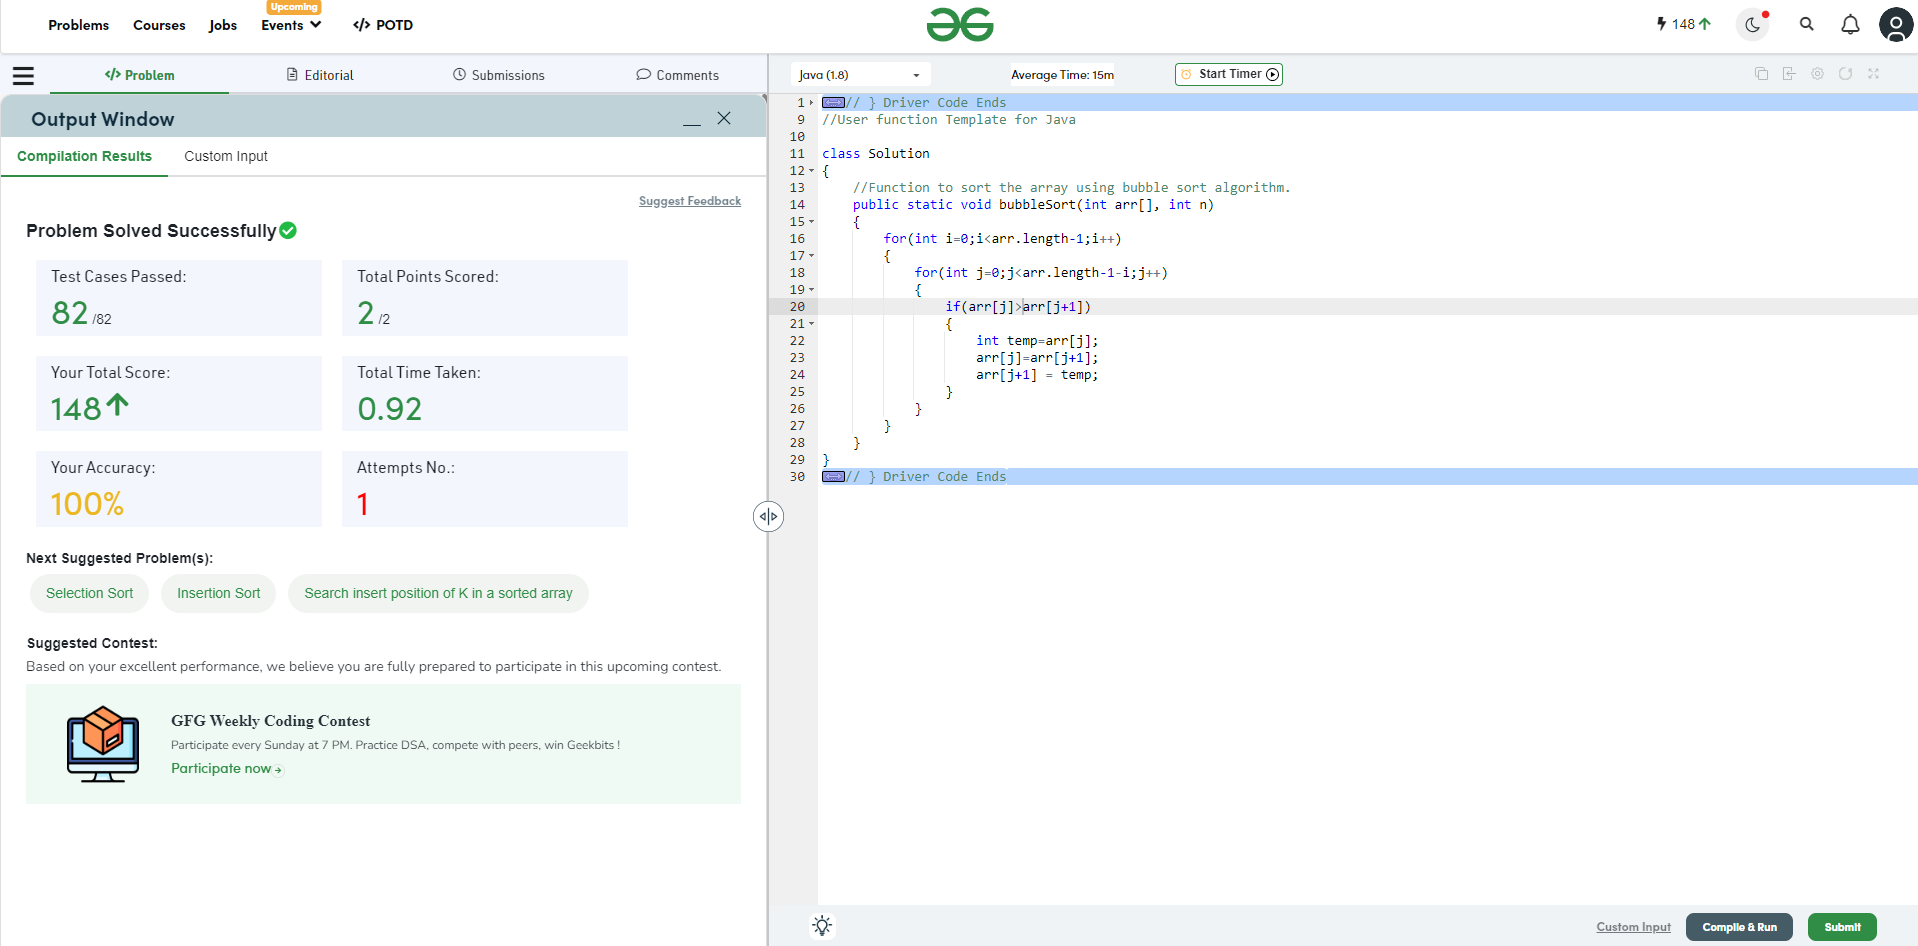 Problems Courses Jobs Upcoming Events </> POTD
148
</> Problem Editorial Submissions Comments
Output Window
Compilation Results Custom Input
Suggest Feedback
Problem Solved Successfully
Test Cases Passed:
82 /82
Total Points Scored:
2 /2
Your Total Score:
148
Total Time Taken:
0.92
Your Accuracy:
100%
Attempts No.:
1
Next Suggested Problem(s):
Selection Sort Insertion Sort Search insert position of K in a sorted array
Suggested Contest:
Based on your excellent performance, we believe you are fully prepared to participate in this upcoming contest.
GFG Weekly Coding Contest
Participate every Sunday at 7 PM. Practice DSA, compete with peers, win Geekbits !
Participate now
Java (1.8) Average Time: 15m Start Timer
1 // } Driver Code Ends
9 //User function Template for Java
10
11 class Solution
12 {
13 //Function to sort the array using bubble sort algorithm.
14 public static void bubbleSort(int arr[], int n)
15 {
16 for(int i=0;i<arr.length-1;i++)
17 {
18 for(int j=0;j<arr.length-1-i;j++)
19 {
20 if(arr[j]>arr[j+1])
21 {
22 int temp=arr[j];
23 arr[j]=arr[j+1];
24 arr[j+1] = temp;
25 }
26 }
27 }
28 }
29 }
30 // } Driver Code Ends
Custom Input Compile & Run Submit